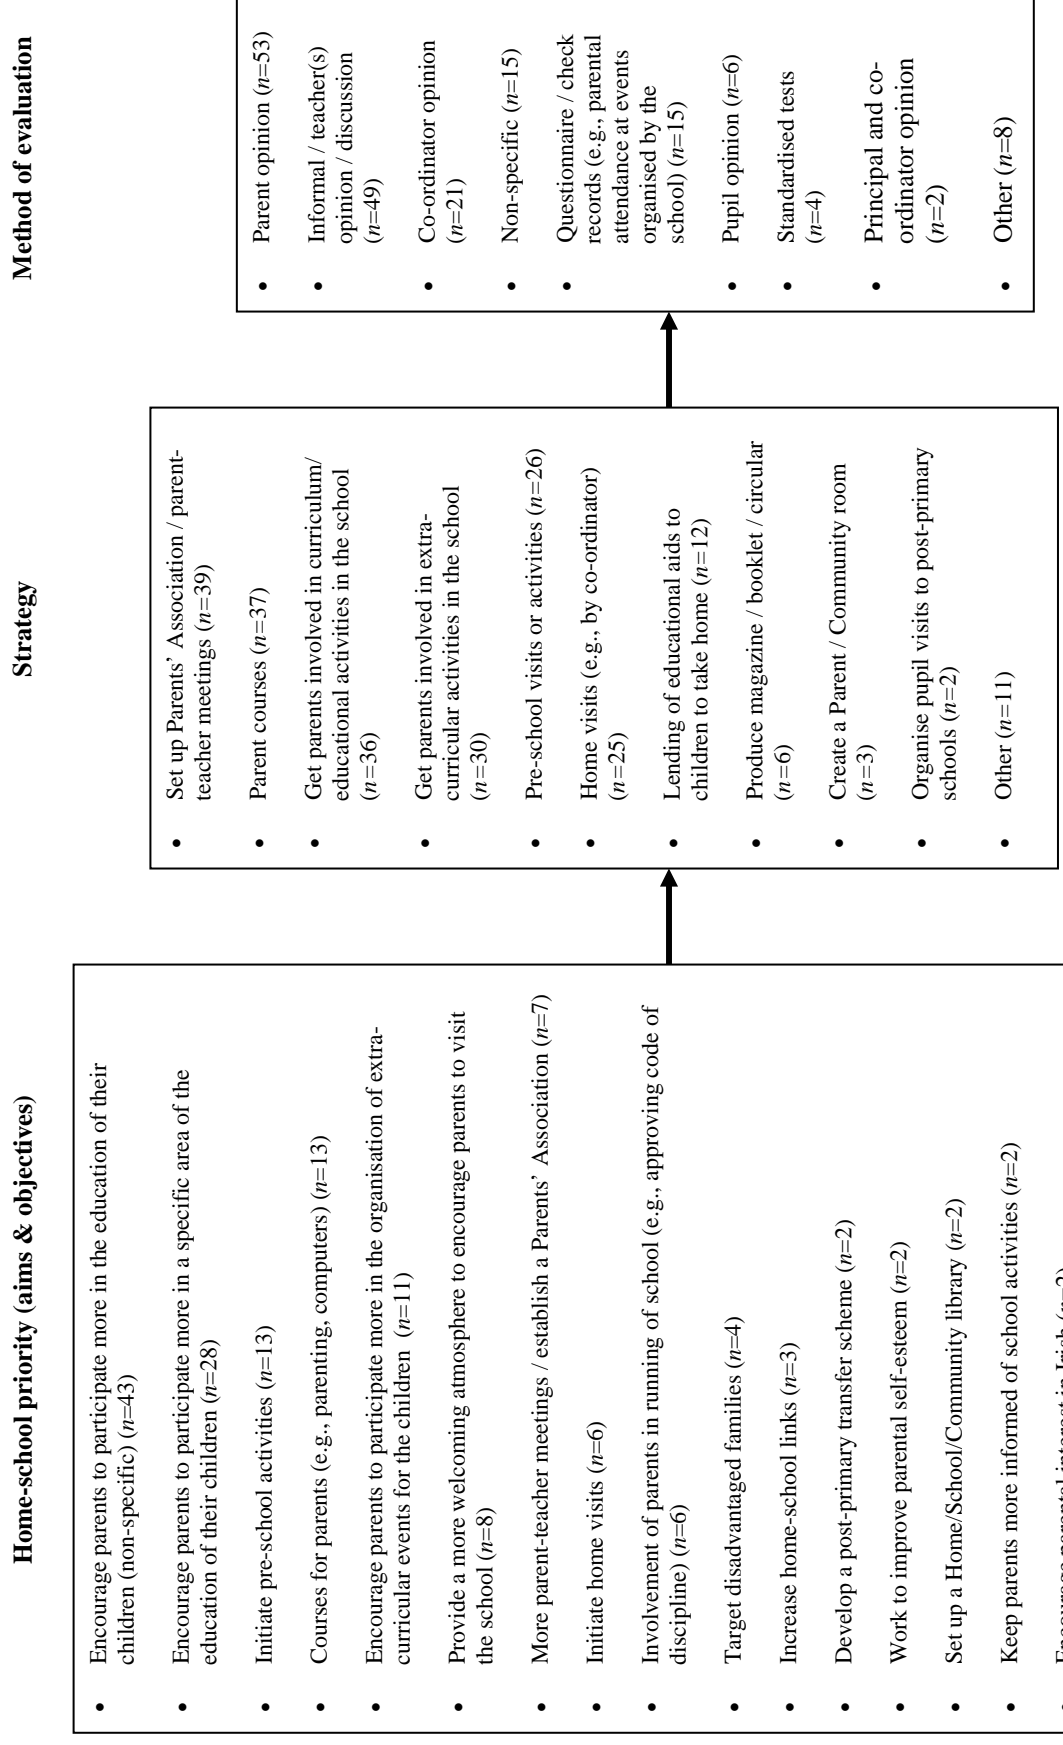 Home-school priority (aims & objectives)
• Encourage parents to participate more in the education of their
children (non-specific) (n=43)
• Encourage parents to participate more in a specific area of the
education of their children (n=28)
• Initiate pre-school activities (n=13)
• Courses for parents (e.g., parenting, computers) (n=13)
• Encourage parents to participate more in the organisation of extra-
curricular events for the children (n=11)
• Provide a more welcoming atmosphere to encourage parents to visit
the school (n=8)
• More parent-teacher meetings / establish a Parents' Association (n=7)
• Initiate home visits (n=6)
• Involvement of parents in running of school (e.g., approving code of
discipline) (n=6)
• Target disadvantaged families (n=4)
• Increase home-school links (n=3)
• Develop a post-primary transfer scheme (n=2)
• Work to improve parental self-esteem (n=2)
• Set up a Home/School/Community library (n=2)
• Keep parents more informed of school activities (n=2)
• Encourage parental interest in Irish (n=2)
Strategy
• Set up Parents' Association / parent-
teacher meetings (n=39)
• Parent courses (n=37)
• Get parents involved in curriculum/
educational activities in the school
(n=36)
• Get parents involved in extra-
curricular activities in the school
(n=30)
• Pre-school visits or activities (n=26)
• Home visits (e.g., by co-ordinator)
(n=25)
• Lending of educational aids to
children to take home (n=12)
• Produce magazine / booklet / circular
(n=6)
• Create a Parent / Community room
(n=3)
• Organise pupil visits to post-primary
schools (n=2)
• Other (n=11)
Method of evaluation
• Parent opinion (n=53)
• Informal / teacher(s)
opinion / discussion
(n=49)
• Co-ordinator opinion
(n=21)
• Non-specific (n=15)
• Questionnaire / check
records (e.g., parental
attendance at events
organised by the
school) (n=15)
• Pupil opinion (n=6)
• Standardised tests
(n=4)
• Principal and co-
ordinator opinion
(n=2)
• Other (n=8)